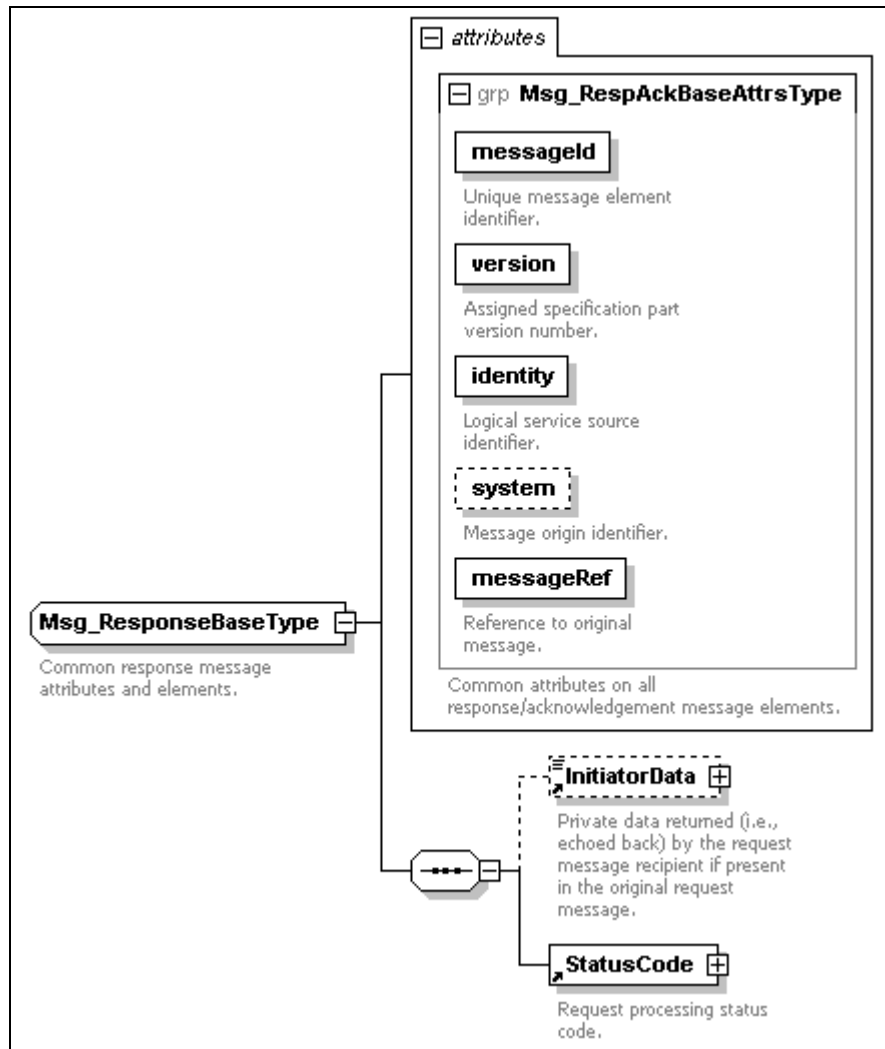 attributes
grp Msg_RespAckBaseAttrsType
messageId
Unique message element
identifier.
version
Assigned specification part
version number.
identity
Logical service source
identifier.
system
Message origin identifier.
messageRef
Reference to original
message.
Common attributes on all
response/acknowledgement message elements.
Msg_ResponseBaseType
Common response message
attributes and elements.
InitiatorData
Private data returned (i.e.,
echoed back) by the request
message recipient if present
in the original request
message.
StatusCode
Request processing status
code.